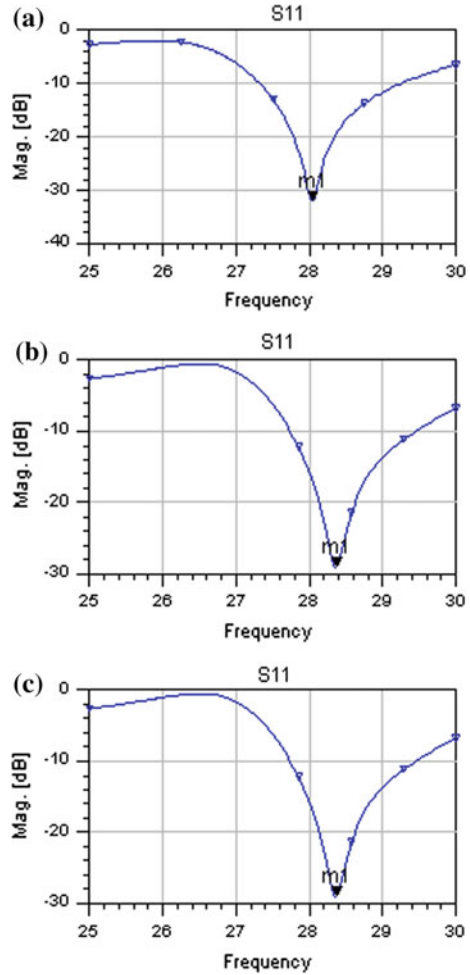 (a)
S11
0
-10
-20
-30
-40
Mag. [dB]
m1
25 26 27 28 29 30
Frequency
(b)
S11
0
-10
-20
-30
Mag. [dB]
m1
25 26 27 28 29 30
Frequency
(c)
S11
0
-10
-20
-30
Mag. [dB]
m1
25 26 27 28 29 30
Frequency